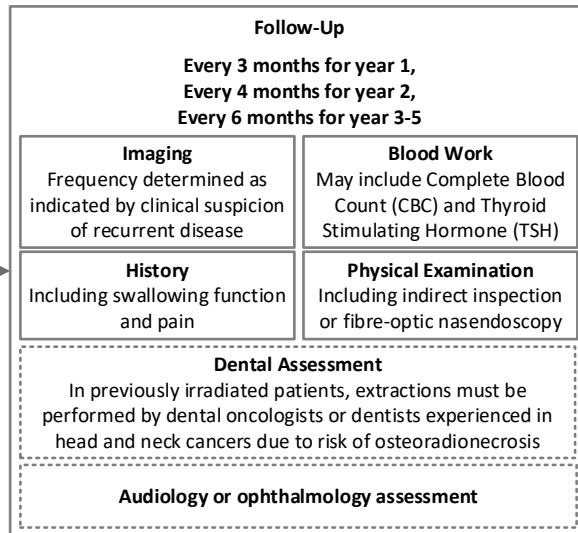 Follow-Up
Every 3 months for year 1,
Every 4 months for year 2,
Every 6 months for year 3-5
Imaging
Frequency determined as
indicated by clinical suspicion
of recurrent disease
Blood Work
May include Complete Blood
Count (CBC) and Thyroid
Stimulating Hormone (TSH)
History
Including swallowing function
and pain
Physical Examination
Including indirect inspection
or fibre-optic nasendoscopy
Dental Assessment
In previously irradiated patients, extractions must be
performed by dental oncologists or dentists experienced in
head and neck cancers due to risk of osteoradionecrosis
Audiology or ophthalmology assessment